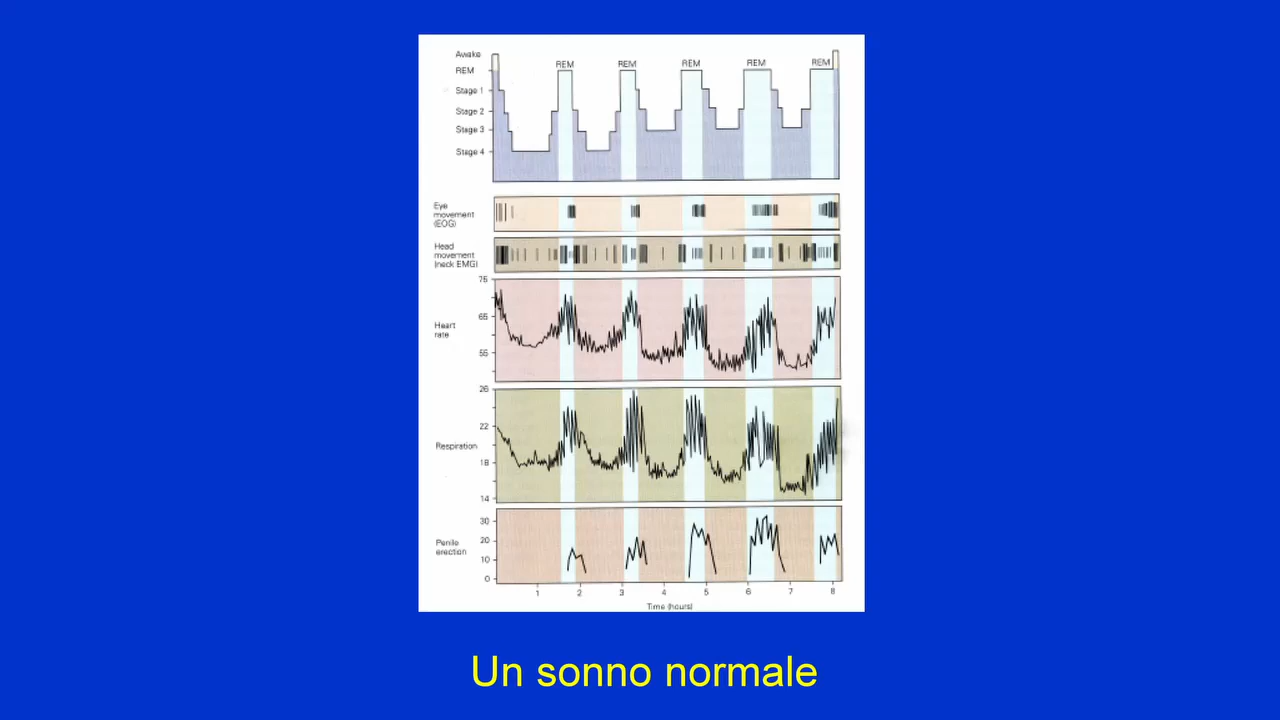 Awake
REM
REM REM REM REM REM
Stage 1
Stage 2
Stage 3
Stage 4
Eye
movement
(EOG)
Head
movement
(neck EMG)
75
65
55
Heart
rate
26
22
18
14
Respiration
30
20
10
0
Penile
erection
1 2 3 4 5 6 7 8
Time (hours)
Un sonno normale